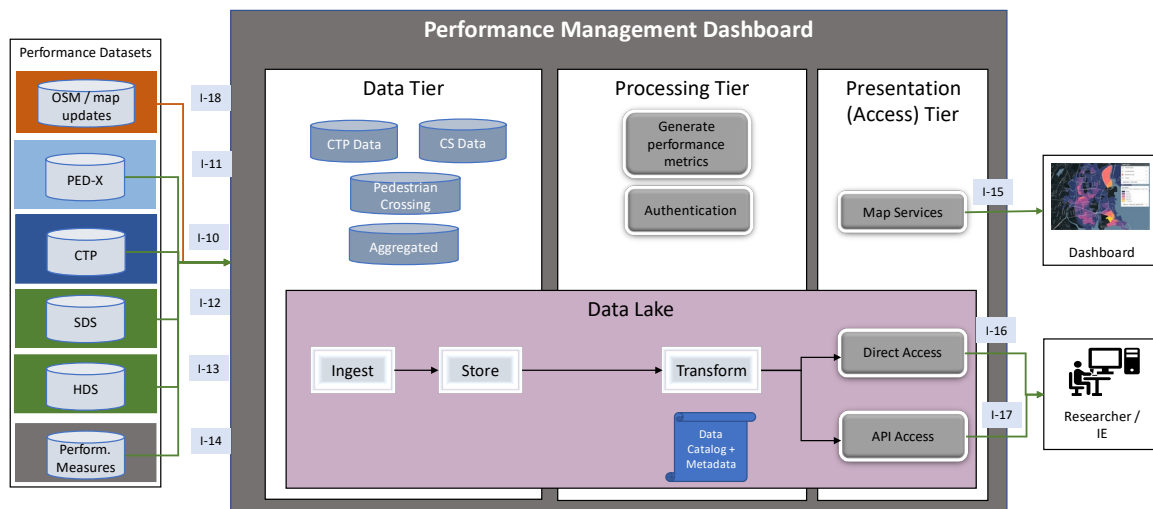 Performance Management Dashboard
Performance Datasets
OSM / map
updates
PED-X
CTP
SDS
HDS
Perform.
Measures
I-18
I-11
I-10
I-12
I-13
I-14
Data Tier
CTP Data
CS Data
Pedestrian
Crossing
Aggregated
Processing Tier
Generate
performance
metrics
Authentication
Presentation
(Access) Tier
Map Services
I-15
Dashboard
Data Lake
Ingest
Store
Transform
Data
Catalog +
Metadata
Direct Access
API Access
I-16
I-17
Researcher /
IE